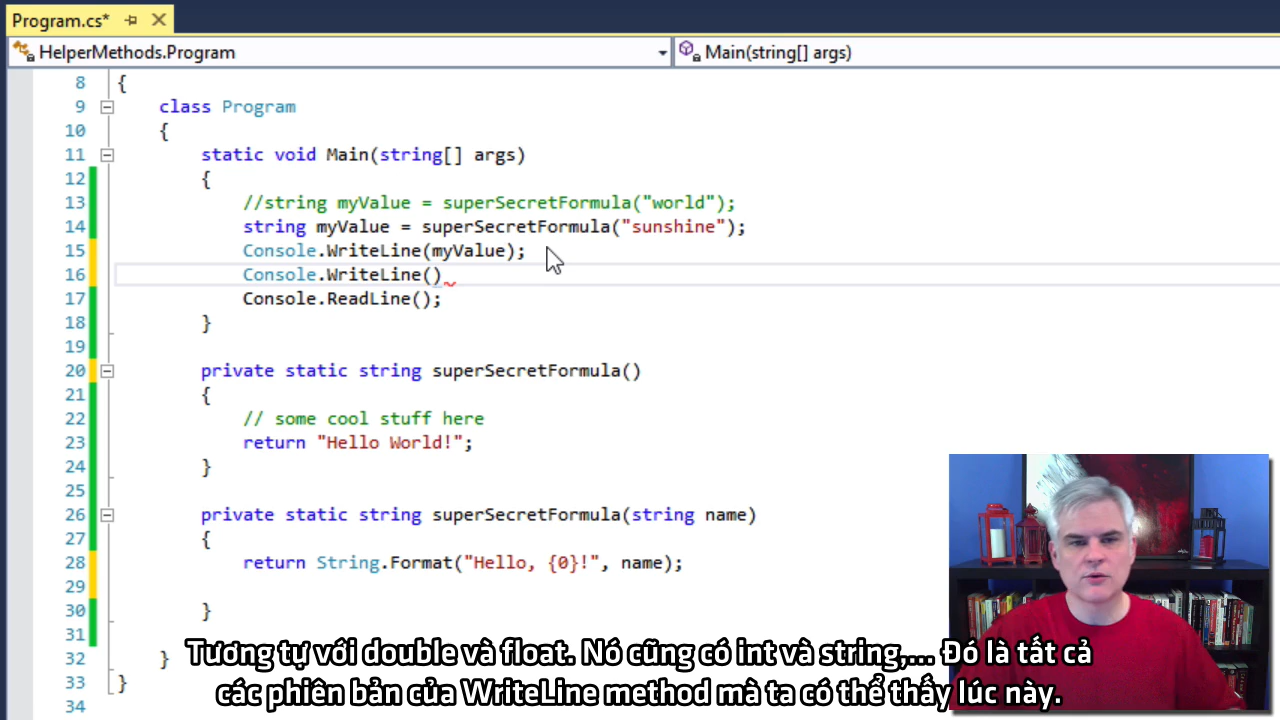 Program.cs*
HelperMethods.Program
Main(string[] args)
8 {
9 class Program
10 {
11 static void Main(string[] args)
12 {
13 //string myValue = superSecretFormula("world");
14 string myValue = superSecretFormula("sunshine");
15 Console.WriteLine(myValue);
16 Console.WriteLine()
17 Console.ReadLine();
18 }
19
20 private static string superSecretFormula()
21 {
22 // some cool stuff here
23 return "Hello World!";
24 }
25
26 private static string superSecretFormula(string name)
27 {
28 return String.Format("Hello, {0}!", name);
29
30 }
31
32 }
33 }
34
Tương tự với double và float. Nó cũng có int và string,... Đó là tất cả
các phiên bản của WriteLine method mà ta có thể thấy lúc này.